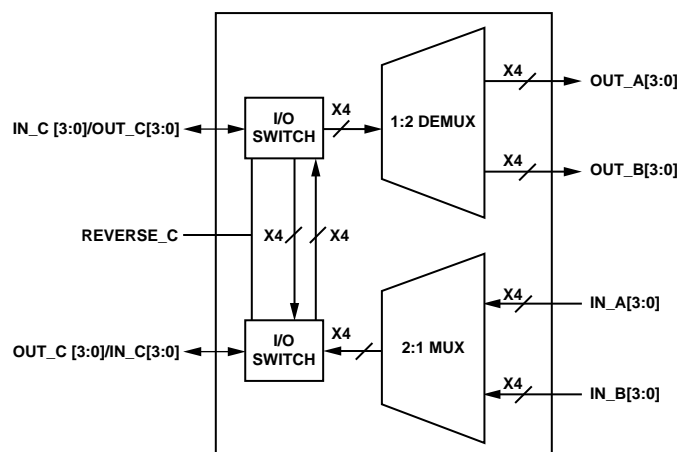 X4
OUT_A[3:0]
I/O
SWITCH
X4
IN_C [3:0]/OUT_C[3:0]
1:2 DEMUX
X4
OUT_B[3:0]
REVERSE_C
X4
X4
X4
IN_A[3:0]
I/O
SWITCH
X4
OUT_C [3:0]/IN_C[3:0]
2:1 MUX
X4
IN_B[3:0]